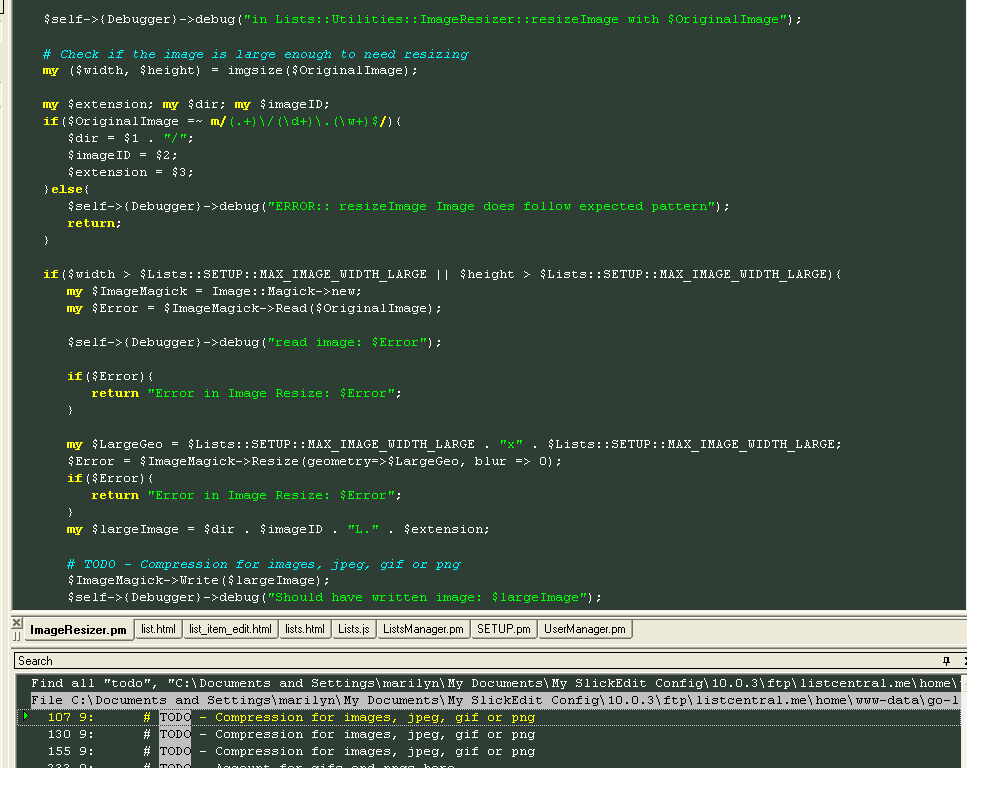 $self->{Debugger}->debug("in Lists::Utilities::ImageResizer::resizeImage with $OriginalImage");
# Check if the image is large enough to need resizing
my ($width, $height) = imgsize($OriginalImage);
my $extension; my $dir; my $imageID;
if($OriginalImage =~ m/(.+)\/(\d+)\.(\w+)$/){
$dir = $1 . "/";
$imageID = $2;
$extension = $3;
}else{
$self->{Debugger}->debug("ERROR:: resizeImage Image does follow expected pattern");
return;
}
if($width > $Lists::SETUP::MAX_IMAGE_WIDTH_LARGE || $height > $Lists::SETUP::MAX_IMAGE_WIDTH_LARGE){
my $ImageMagick = Image::Magick->new;
my $Error = $ImageMagick->Read($OriginalImage);
$self->{Debugger}->debug("read image: $Error");
if($Error){
return "Error in Image Resize: $Error";
}
my $LargeGeo = $Lists::SETUP::MAX_IMAGE_WIDTH_LARGE . "x" . $Lists::SETUP::MAX_IMAGE_WIDTH_LARGE;
$Error = $ImageMagick->Resize(geometry=>$LargeGeo, blur => 0);
if($Error){
return "Error in Image Resize: $Error";
}
my $largeImage = $dir . $imageID . "L." . $extension;
# TODO - Compression for images, jpeg, gif or png
$ImageMagick->Write($largeImage);
$self->{Debugger}->debug("Should have written image: $largeImage");
ImageResizer.pm list.html list_item_edit.html lists.html Lists.js ListsManager.pm SETUP.pm UserManager.pm
Search
Find all "todo", "C:\Documents and Settings\marilyn\My Documents\My SlickEdit Config\10.0.3\ftp\listcentral.me\home\
File C:\Documents and Settings\marilyn\My Documents\My SlickEdit Config\10.0.3\ftp\listcentral.me\home\www-data\go-l
107 9: # TODO - Compression for images, jpeg, gif or png
130 9: # TODO - Compression for images, jpeg, gif or png
155 9: # TODO - Compression for images, jpeg, gif or png
233 9: # TODO - Account for gifs and pngs here